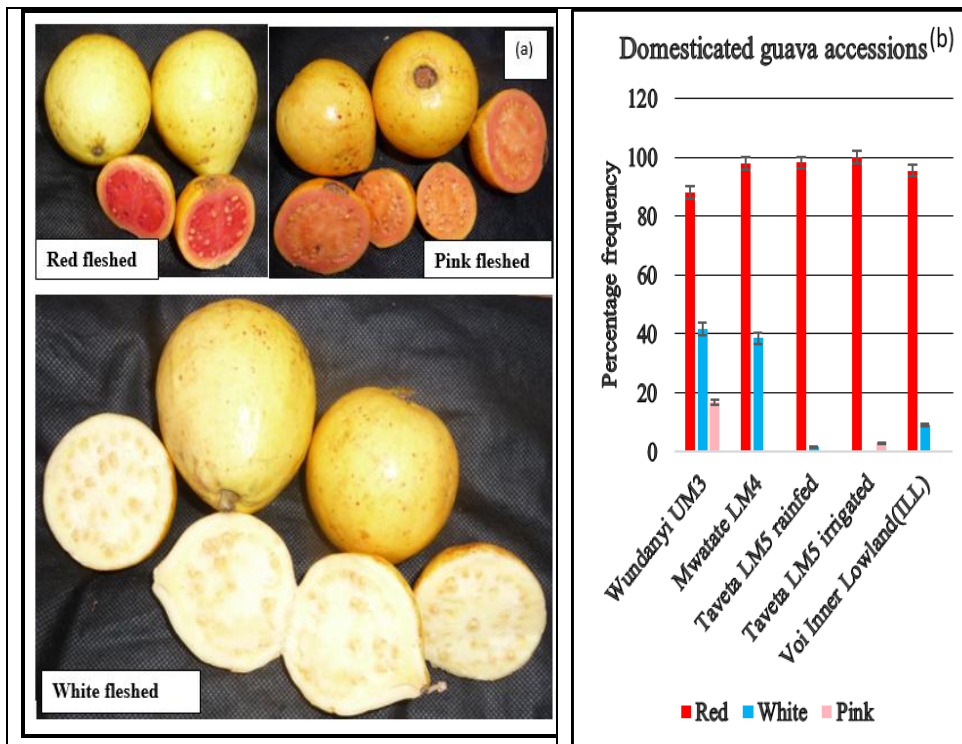 (a)
Red fleshed
Pink fleshed
White fleshed
Domesticated guava accessions (b)
Percentage frequency
120
100
80
60
40
20
0
Wundanyi UM3
Mwatate LM4
Taveta LM5 rainfed
Taveta LM5 irrigated
Voi Inner Lowland(ILL)
Red
White
Pink